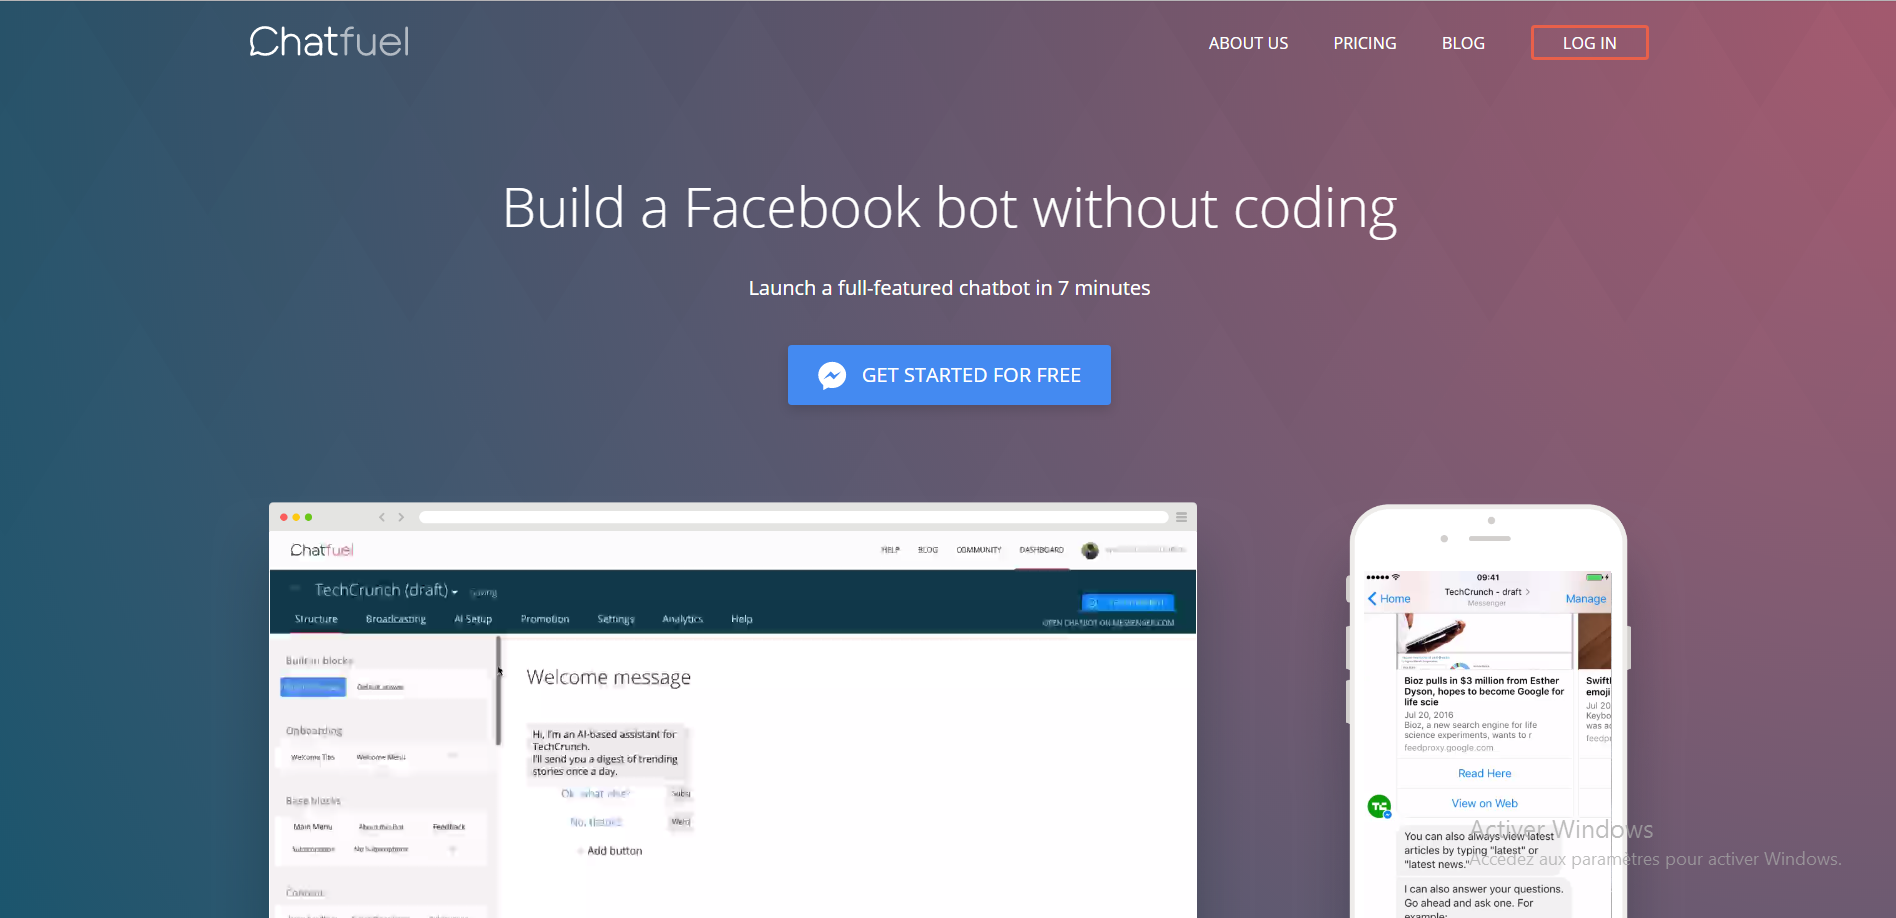 Chatfuel
ABOUT US
PRICING
BLOG
LOG IN
Build a Facebook bot without coding
Launch a full-featured chatbot in 7 minutes
GET STARTED FOR FREE
Chatfuel
HELP
BLOG
COMMUNITY
DASHBOARD
TechCrunch (draft)
Structure
Broadcasting
AI Setup
Promotion
Settings
Analytics
Help
OPEN CHATBOT ON MESSENGER.COM
Built-in blocks
Default answer
Onboarding
Welcome Tips
Welcome Menu
Base blocks
Main Menu
About this Bot
Feedback
Subscription
Content
Welcome message
Hi, I'm an AI-based assistant for
TechCrunch.
I'll send you a digest of trending
stories once a day.
Ok, what else?
No, thanks
Add button
09:41
Home
TechCrunch - draft
Messenger
Manage
Bioz pulls in $3 million from Esther
Dyson, hopes to become Google for
life scie
Jul 20, 2016
Bioz, a new search engine for life
science experiments, wants to r
feedproxy.google.com
Read Here
View on Web
Swiftl
emoji
Jul 20
Keybo
was a
feedp
TC
You can also always view latest
articles by typing "latest" or
"latest news."
I can also answer your questions.
Go ahead and ask one. For
example:
Activer Windows
Accédez aux paramètres pour activer Windows.